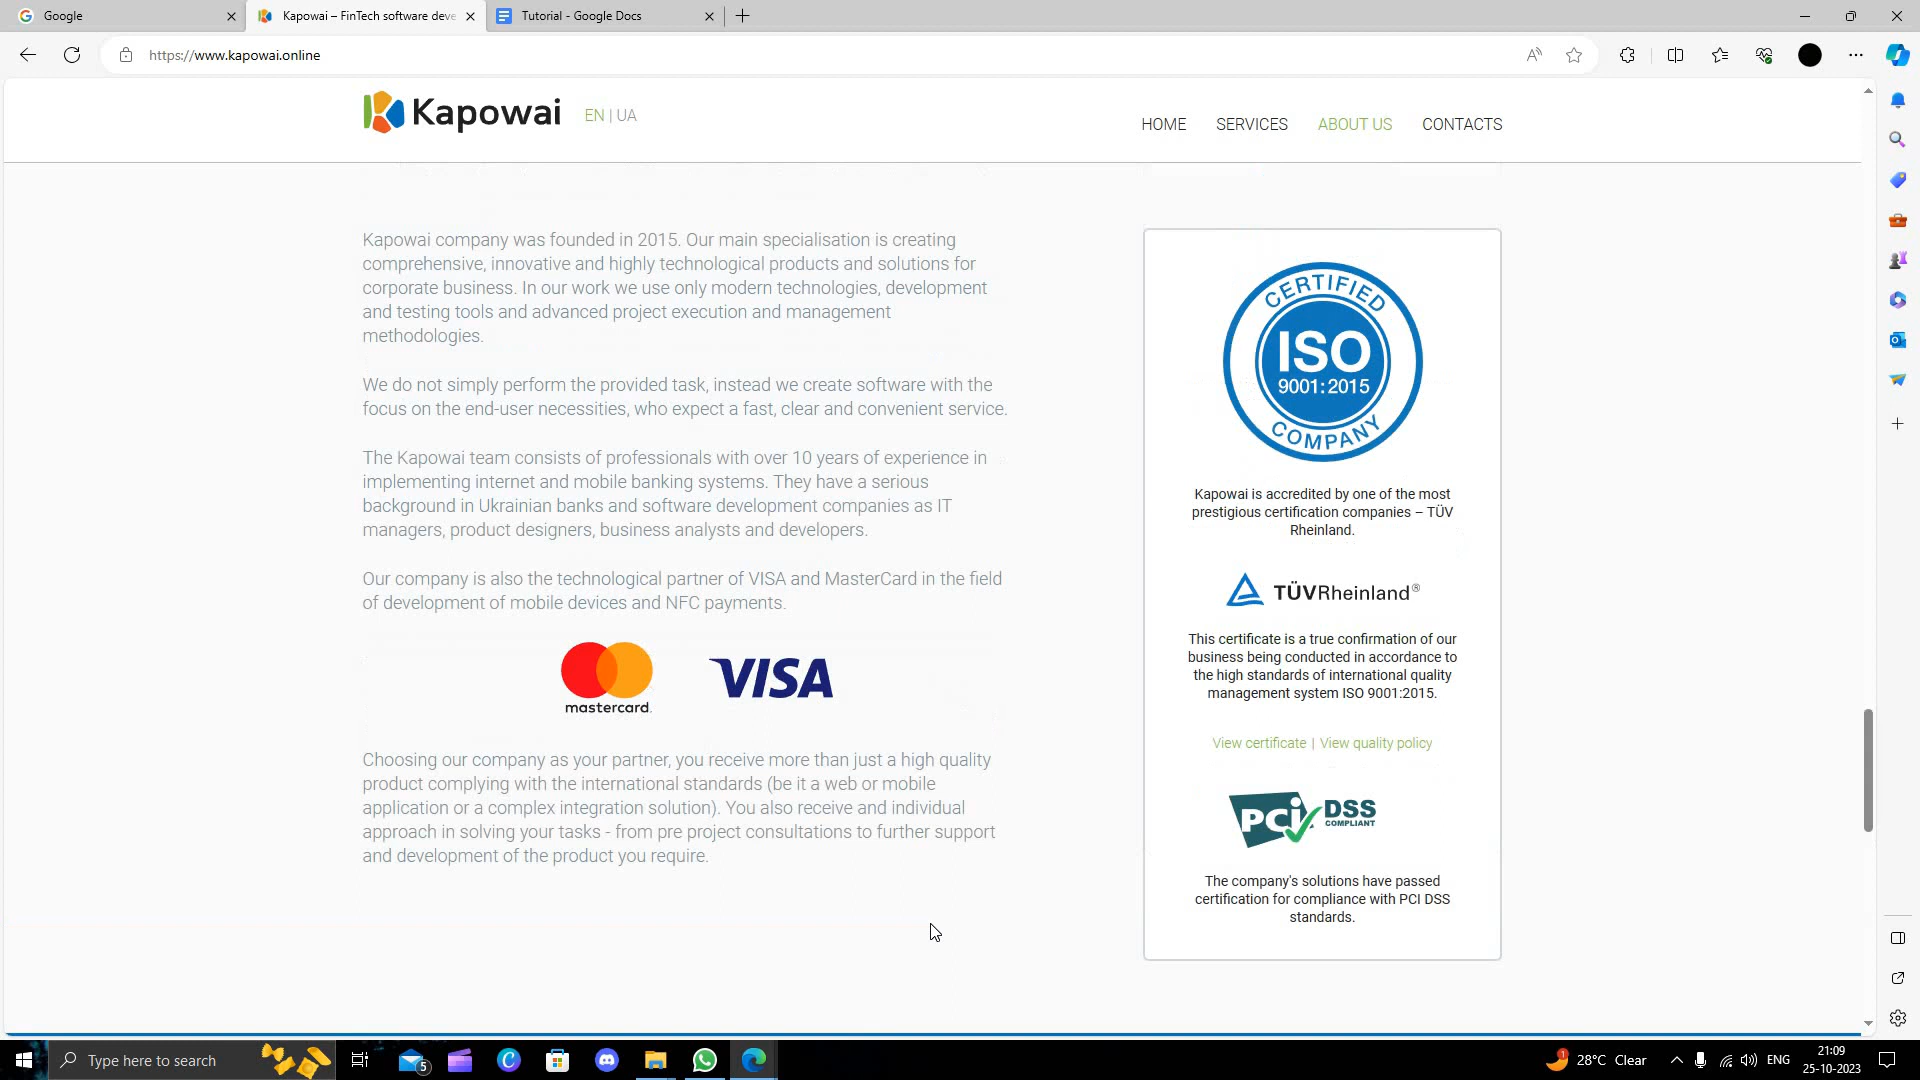 Google
Kapowai – FinTech software deve
Tutorial - Google Docs
https://www.kapowai.online
Kapowai
EN | UA
HOME
SERVICES
ABOUT US
CONTACTS
Kapowai company was founded in 2015. Our main specialisation is creating
comprehensive, innovative and highly technological products and solutions for
corporate business. In our work we use only modern technologies, development
and testing tools and advanced project execution and management
methodologies.
We do not simply perform the provided task, instead we create software with the
focus on the end-user necessities, who expect a fast, clear and convenient service.
The Kapowai team consists of professionals with over 10 years of experience in
implementing internet and mobile banking systems. They have a serious
background in Ukrainian banks and software development companies as IT
managers, product designers, business analysts and developers.
Our company is also the technological partner of VISA and MasterCard in the field
of development of mobile devices and NFC payments.
mastercard.
VISA
Choosing our company as your partner, you receive more than just a high quality
product complying with the international standards (be it a web or mobile
application or a complex integration solution). You also receive and individual
approach in solving your tasks - from pre project consultations to further support
and development of the product you require.
CERTIFIED
ISO
9001:2015
COMPANY
Kapowai is accredited by one of the most
prestigious certification companies – TÜV
Rheinland.
TÜVRheinland®
This certificate is a true confirmation of our
business being conducted in accordance to
the high standards of international quality
management system ISO 9001:2015.
View certificate | View quality policy
PCi DSS
COMPLIANT
The company's solutions have passed
certification for compliance with PCI DSS
standards.
Type here to search
5
1
28°C Clear
ENG
21:09
25-10-2023